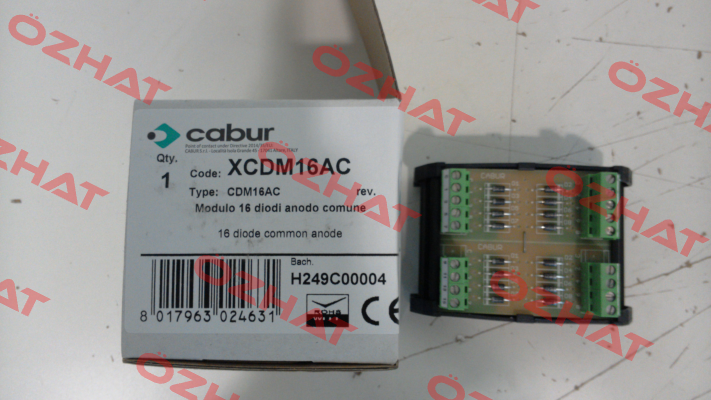 cabur
Qty.
1
Code: XCDM16AC
Type: CDM16AC rev.
Modulo 16 diodi anodo comune
16 diode common anode
Bach.
H249C00004
8 017963 024631
ROHS
CE
CABUR
CABUR
ÖZHAT
ÖZHAT
ÖZHAT
ÖZHAT
ÖZHAT
ÖZHAT
ÖZHAT
ÖZHAT